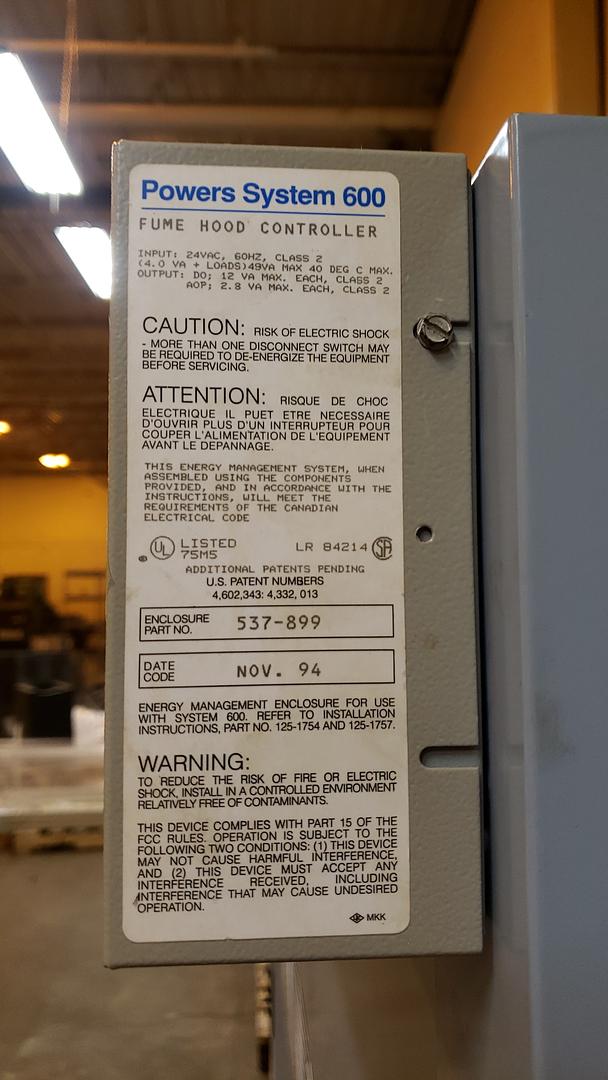 Powers System 600
FUME HOOD CONTROLLER
INPUT: 24VAC, 60HZ, CLASS 2
(4.0 VA + LOADS)49VA MAX 40 DEG C MAX.
OUTPUT: DO; 12 VA MAX. EACH, CLASS 2
AOP; 2.8 VA MAX. EACH, CLASS 2
CAUTION: RISK OF ELECTRIC SHOCK
- MORE THAN ONE DISCONNECT SWITCH MAY
BE REQUIRED TO DE-ENERGIZE THE EQUIPMENT
BEFORE SERVICING.
ATTENTION: RISQUE DE CHOC
ELECTRIQUE IL PUET ETRE NECESSAIRE
D'OUVRIR PLUS D'UN INTERRUPTEUR POUR
COUPER L'ALIMENTATION DE L'EQUIPEMENT
AVANT LE DEPANNAGE.
THIS ENERGY MANAGEMENT SYSTEM, WHEN
ASSEMBLED USING THE COMPONENTS
PROVIDED, AND IN ACCORDANCE WITH THE
INSTRUCTIONS, WILL MEET THE
REQUIREMENTS OF THE CANADIAN
ELECTRICAL CODE
UL LISTED LR 84214 SA
75M5
ADDITIONAL PATENTS PENDING
U.S. PATENT NUMBERS
4,602,343: 4,332,013
ENCLOSURE
PART NO. 537-899
DATE
CODE NOV. 94
ENERGY MANAGEMENT ENCLOSURE FOR USE
WITH SYSTEM 600. REFER TO INSTALLATION
INSTRUCTIONS, PART NO. 125-1754 AND 125-1757.
WARNING:
TO REDUCE THE RISK OF FIRE OR ELECTRIC
SHOCK, INSTALL IN A CONTROLLED ENVIRONMENT
RELATIVELY FREE OF CONTAMINANTS.
THIS DEVICE COMPLIES WITH PART 15 OF THE
FCC RULES. OPERATION IS SUBJECT TO THE
FOLLOWING TWO CONDITIONS: (1) THIS DEVICE
MAY NOT CAUSE HARMFUL INTERFERENCE,
AND (2) THIS DEVICE MUST ACCEPT ANY
INTERFERENCE RECEIVED, INCLUDING
INTERFERENCE THAT MAY CAUSE UNDESIRED
OPERATION.
MKK